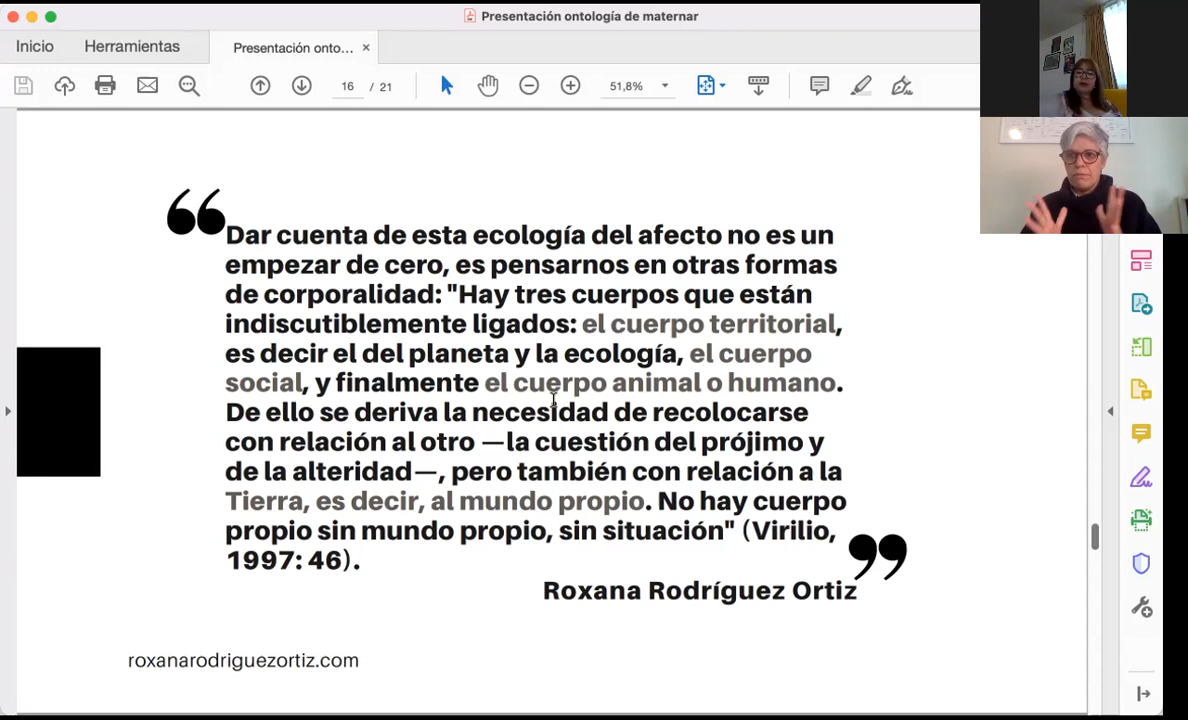 Presentación ontología de maternar
Inicio
Herramientas
Presentación onto... ×
16 / 21
51,8%
“
Dar cuenta de esta ecología del afecto no es un
empezar de cero, es pensarnos en otras formas
de corporalidad: "Hay tres cuerpos que están
indiscutiblemente ligados: el cuerpo territorial,
es decir el del planeta y la ecología, el cuerpo
social, y finalmente el cuerpo animal o humano.
De ello se deriva la necesidad de recolocarse
con relación al otro —la cuestión del prójimo y
de la alteridad—, pero también con relación a la
Tierra, es decir, al mundo propio. No hay cuerpo
propio sin mundo propio, sin situación" (Virilio,
1997: 46).
”
Roxana Rodríguez Ortiz
roxanarodriguezortiz.com